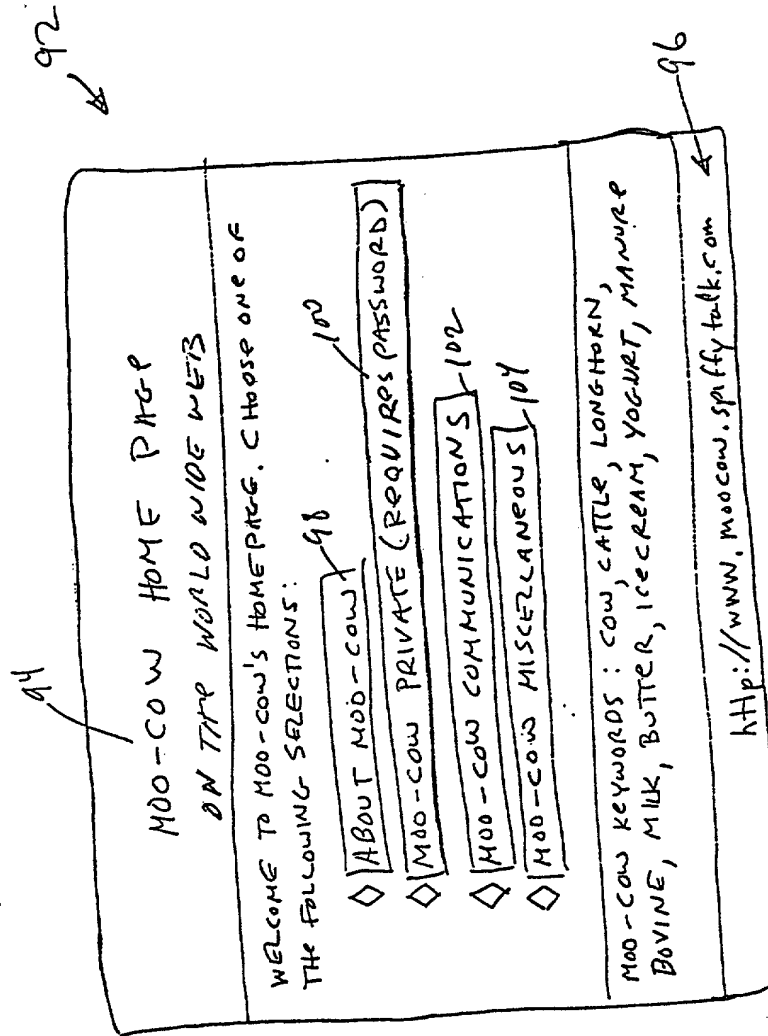 92
94
MOO-COW HOME PAGE
ON THE WORLD WIDE WEB
WELCOME TO MOO-COW'S HOMEPAGE. CHOOSE ONE OF
THE FOLLOWING SELECTIONS:
98
ABOUT MOO-COW
100
MOO-COW PRIVATE (REQUIRES PASSWORD)
MOO-COW COMMUNICATIONS
102
MOO-COW MISCELLANEOUS
104
MOO-COW KEYWORDS: COW, CATTLE, LONGHORN,
BOVINE, MILK, BUTTER, ICECREAM, YOGURT, MANURE
http://www.moocow.spiffytalk.com
96